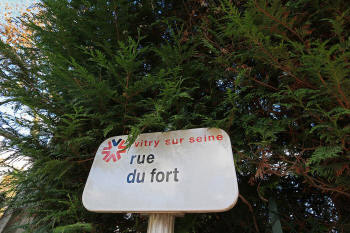 vitry sur seine
rue
du fort